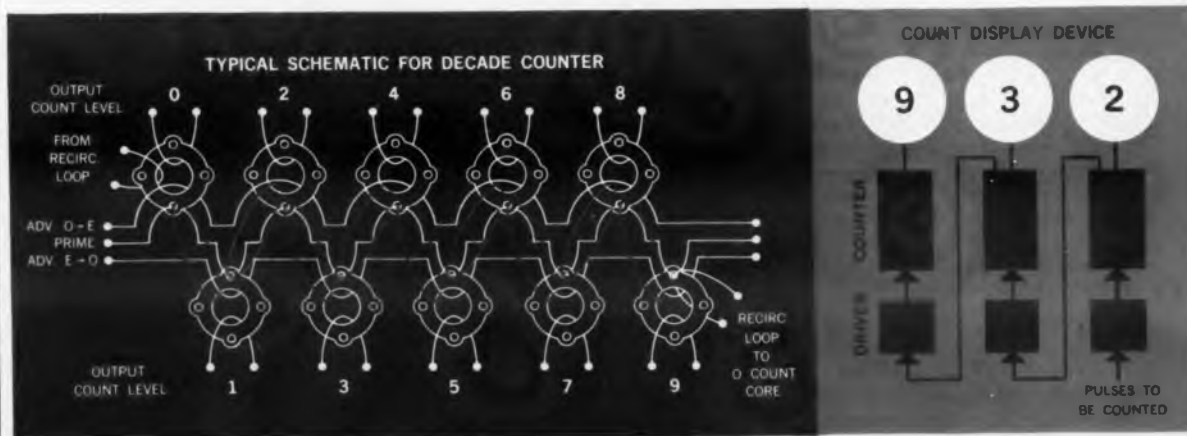 TYPICAL SCHEMATIC FOR DECADE COUNTER
OUTPUT
COUNT LEVEL
0 2 4 6 8
FROM
RECIRC.
LOOP
ADV O→E
PRIME
ADV E→O
RECIRC
LOOP
TO
O COUNT
CORE
OUTPUT
COUNT LEVEL
1 3 5 7 9
COUNT DISPLAY DEVICE
9 3 2
COUNTER
DRIVER
PULSES TO
BE COUNTED